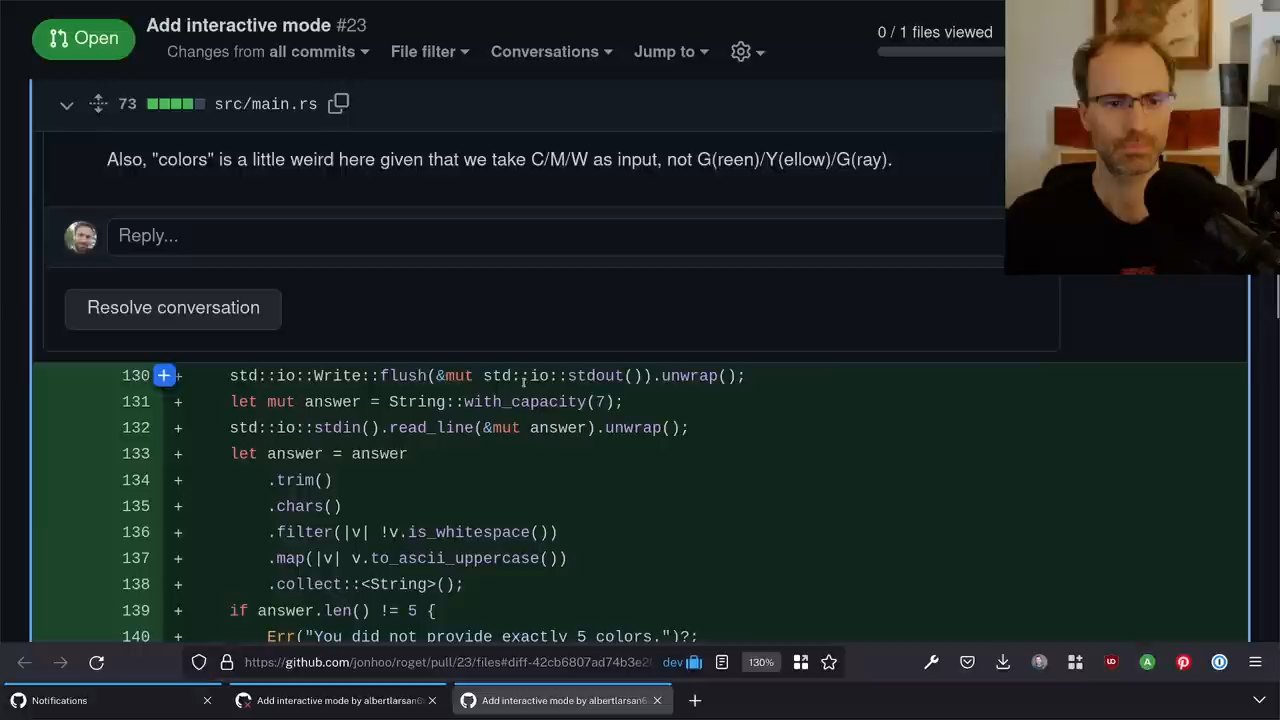 Open
Add interactive mode #23
Changes from all commits File filter Conversations Jump to
0 / 1 files viewed
73 src/main.rs
Also, "colors" is a little weird here given that we take C/M/W as input, not G(reen)/Y(ellow)/G(ray).
Reply...
Resolve conversation
130 + std::io::Write::flush(&mut std::io::stdout()).unwrap();
131 + let mut answer = String::with_capacity(7);
132 + std::io::stdin().read_line(&mut answer).unwrap();
133 + let answer = answer
134 + .trim()
135 + .chars()
136 + .filter(|v| !v.is_whitespace())
137 + .map(|v| v.to_ascii_uppercase())
138 + .collect::<String>();
139 + if answer.len() != 5 {
140 + Err("You did not provide exactly 5 colors.")?;
https://github.com/jonhoo/roget/pull/23/files#diff-42cb6807ad74b3e2 dev 130%
Notifications Add interactive mode by albertlarsan6 Add interactive mode by albertlarsan6